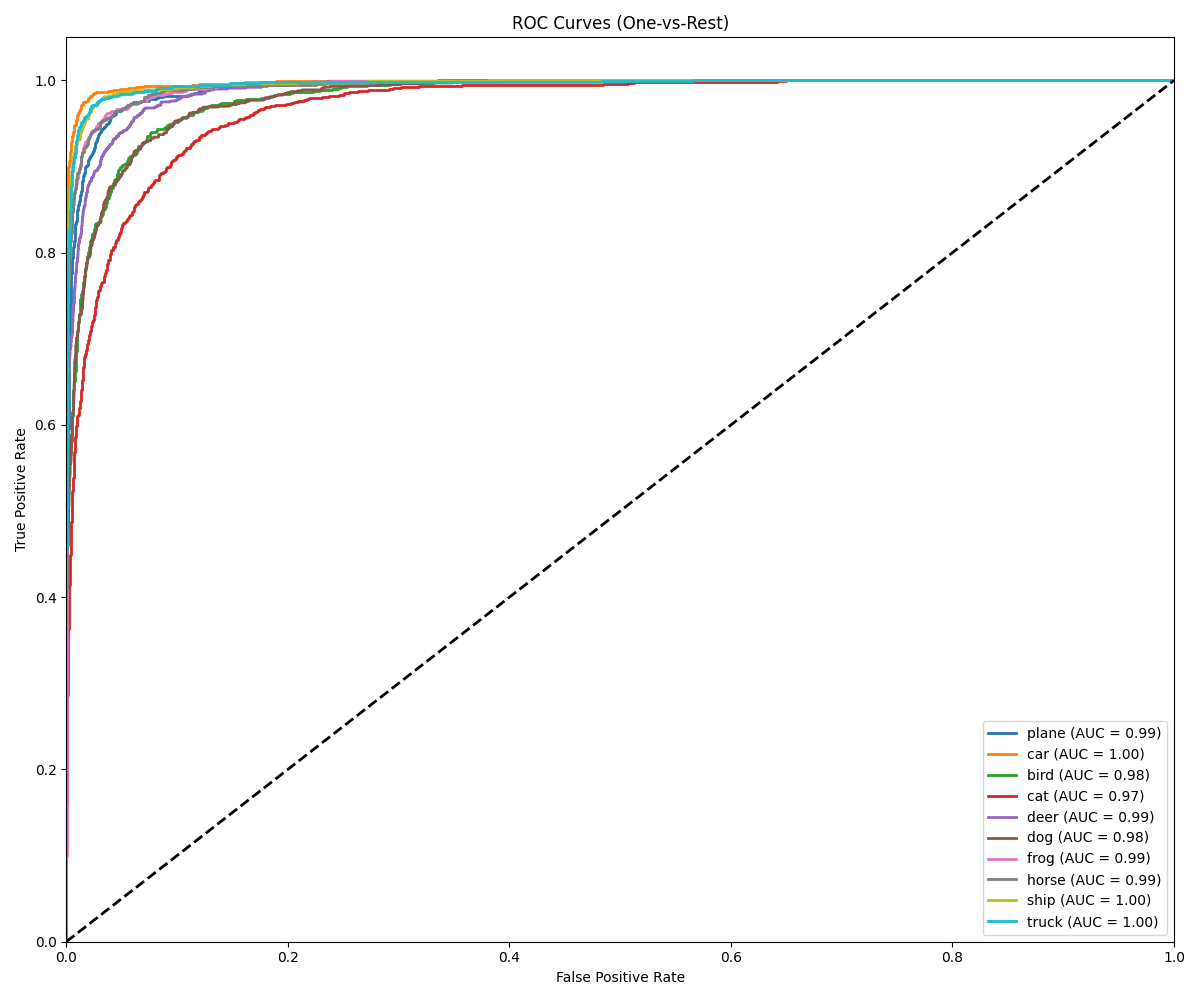 ROC Curves (One-vs-Rest)
True Positive Rate
1.0
0.8
0.6
0.4
0.2
0.0
plane (AUC = 0.99)
car (AUC = 1.00)
bird (AUC = 0.98)
cat (AUC = 0.97)
deer (AUC = 0.99)
dog (AUC = 0.98)
frog (AUC = 0.99)
horse (AUC = 0.99)
ship (AUC = 1.00)
truck (AUC = 1.00)
0.0 0.2 0.4 0.6 0.8 1.0
False Positive Rate